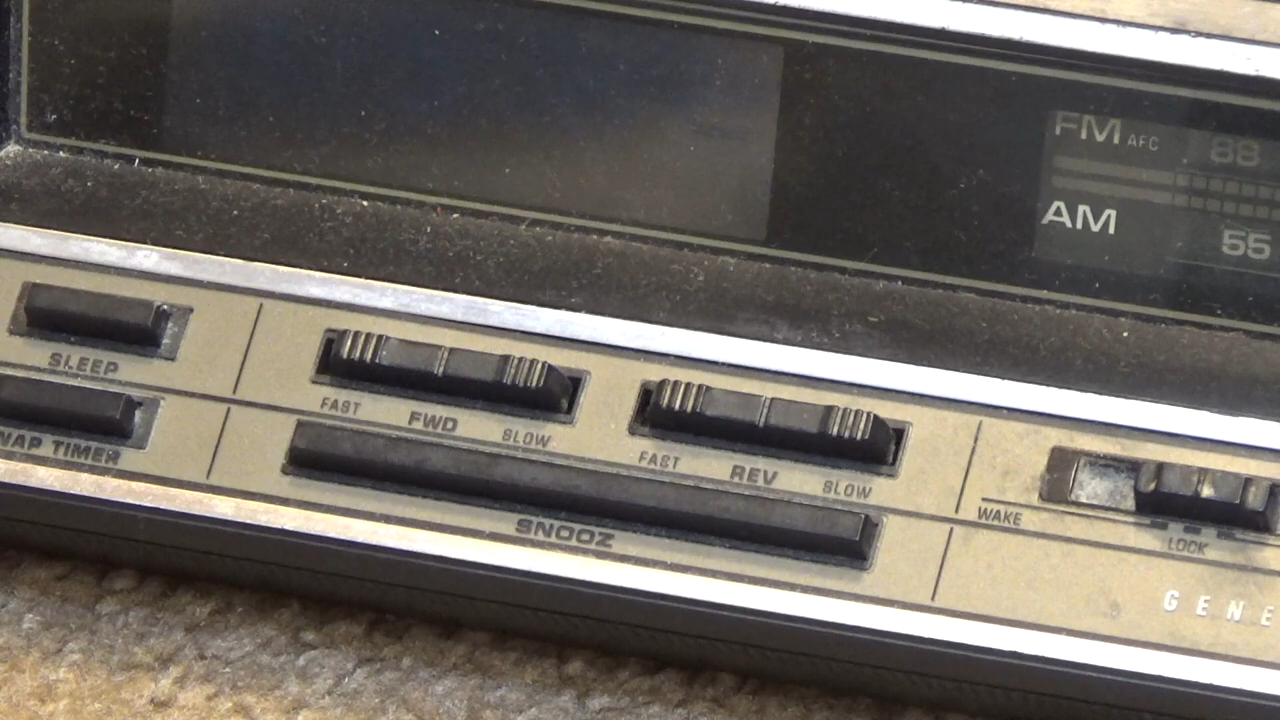 FM AFC 88
AM 55
SLEEP
FAST FWD SLOW
FAST REV SLOW
NAP TIMER
SNOOZ
WAKE
LOCK
GENE